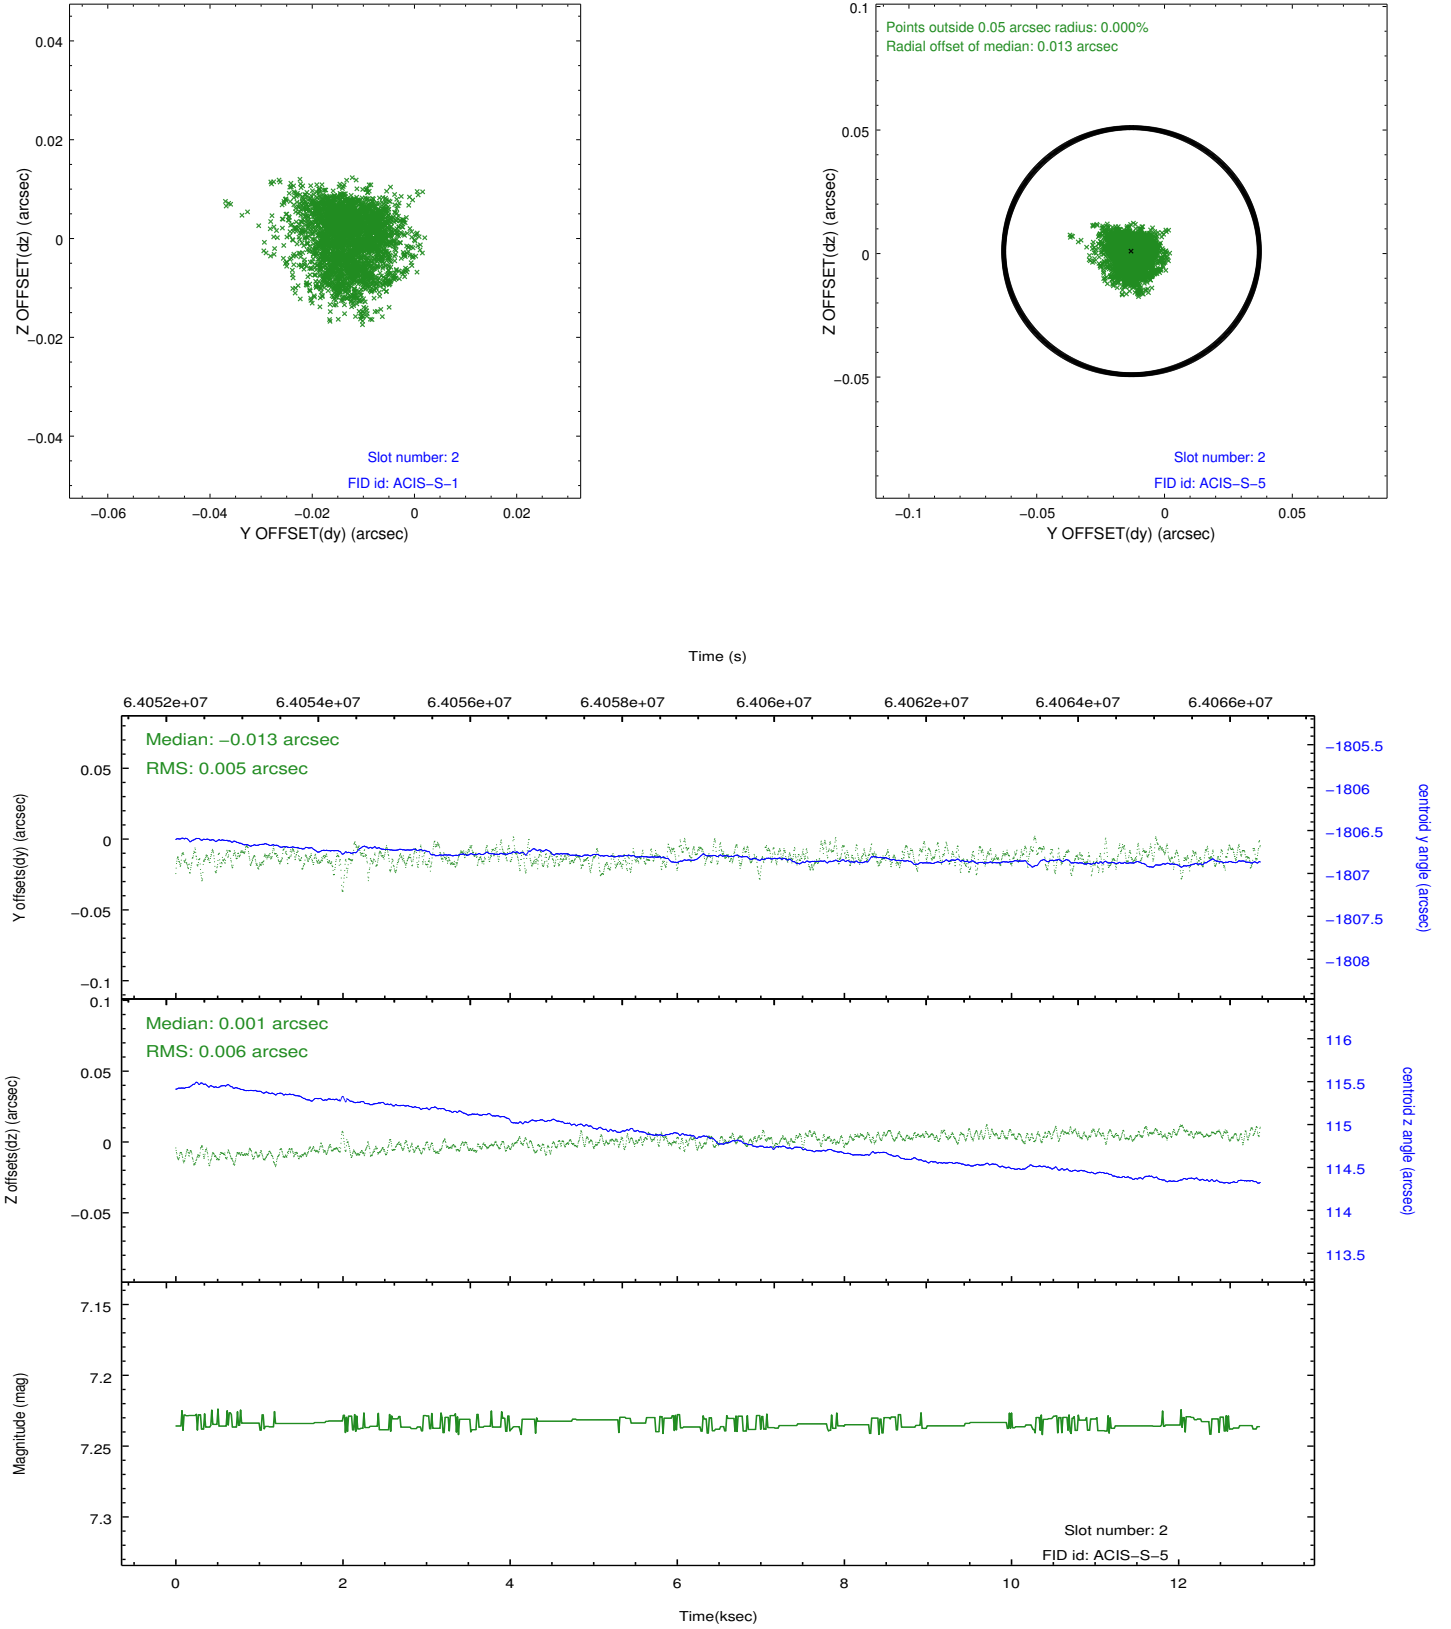 0.04
0.02
0
−0.02
−0.04
Z OFFSET(dz) (arcsec)
Slot number: 2
FID id: ACIS−S−1
−0.06
−0.04
−0.02
0
0.02
Y OFFSET(dy) (arcsec)
0.1
0.05
0
−0.05
Z OFFSET(dz) (arcsec)
Points outside 0.05 arcsec radius: 0.000%
Radial offset of median: 0.013 arcsec
Slot number: 2
FID id: ACIS−S−5
−0.1
−0.05
0
0.05
Y OFFSET(dy) (arcsec)
Time (s)
6.4052e+07
6.4054e+07
6.4056e+07
6.4058e+07
6.406e+07
6.4062e+07
6.4064e+07
6.4066e+07
Median: −0.013 arcsec
RMS: 0.005 arcsec
0.05
0
−0.05
−0.1
Y offsets(dy) (arcsec)
−1805.5
−1806
−1806.5
−1807
−1807.5
−1808
centroid y angle (arcsec)
Median: 0.001 arcsec
RMS: 0.006 arcsec
0.1
0.05
0
−0.05
Z offsets(dz) (arcsec)
116
115.5
115
114.5
114
113.5
centroid z angle (arcsec)
7.15
7.2
7.25
7.3
Magnitude (mag)
Slot number: 2
FID id: ACIS−S−5
0
2
4
6
8
10
12
Time(ksec)